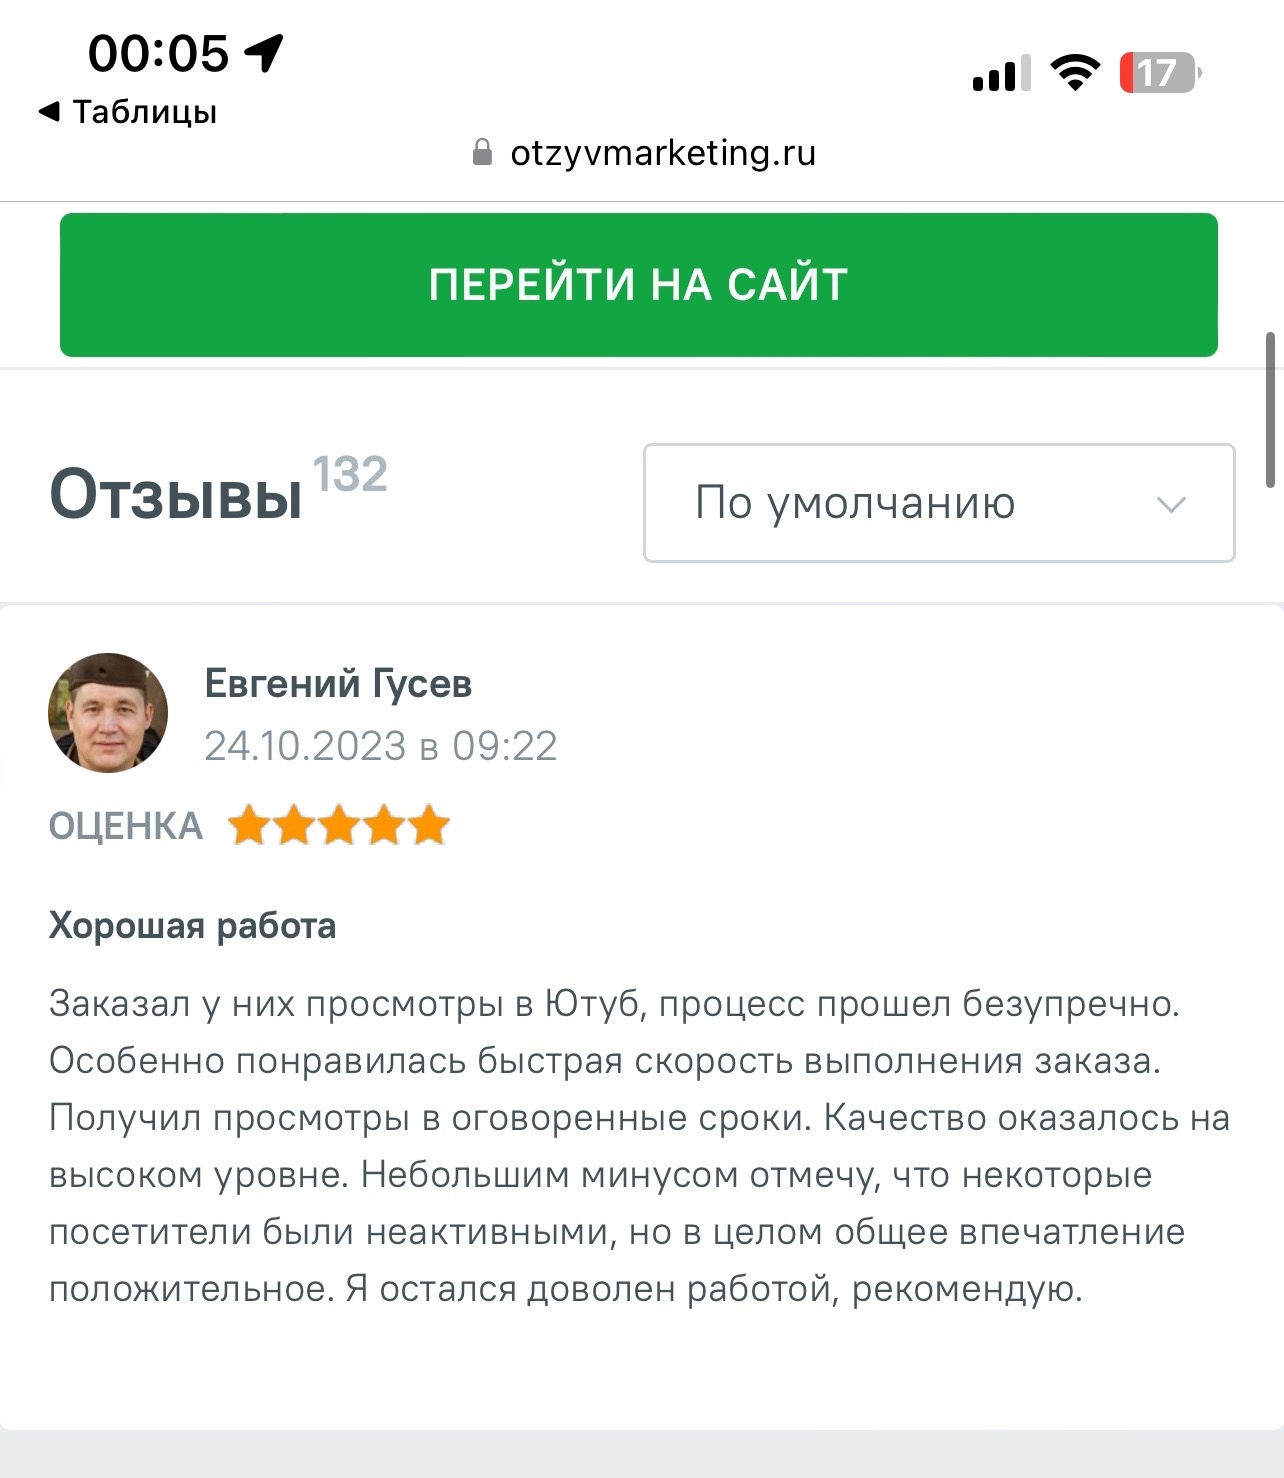 00:05
◀ Таблицы
17
otzyvmarketing.ru
ПЕРЕЙТИ НА САЙТ
Отзывы 132
По умолчанию
Евгений Гусев
24.10.2023 в 09:22
ОЦЕНКА
Хорошая работа
Заказал у них просмотры в Ютуб, процесс прошел безупречно.
Особенно понравилась быстрая скорость выполнения заказа.
Получил просмотры в оговоренные сроки. Качество оказалось на
высоком уровне. Небольшим минусом отмечу, что некоторые
посетители были неактивными, но в целом общее впечатление
положительное. Я остался доволен работой, рекомендую.